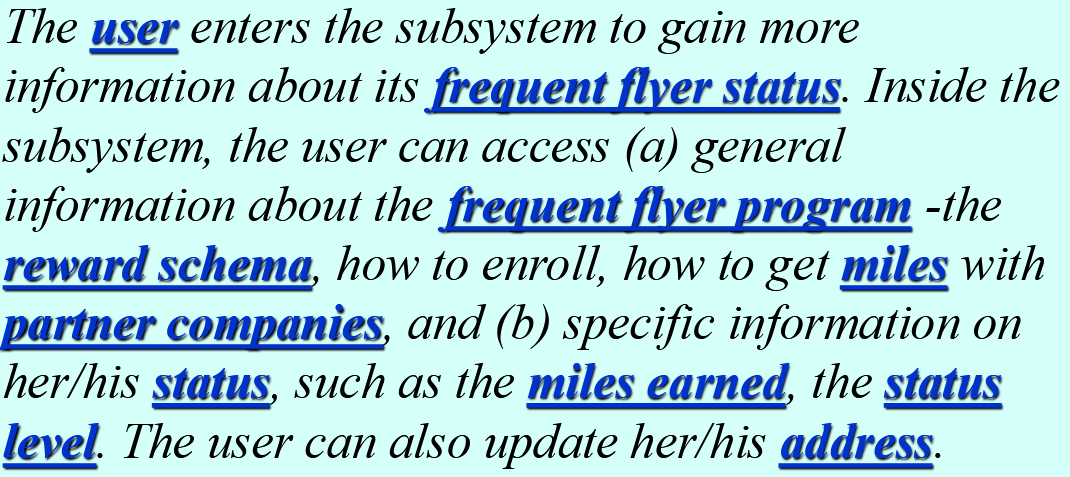 The user enters the subsystem to gain more
information about its frequent flyer status. Inside the
subsystem, the user can access (a) general
information about the frequent flyer program -the
reward schema, how to enroll, how to get miles with
partner companies, and (b) specific information on
her/his status, such as the miles earned, the status
level. The user can also update her/his address.